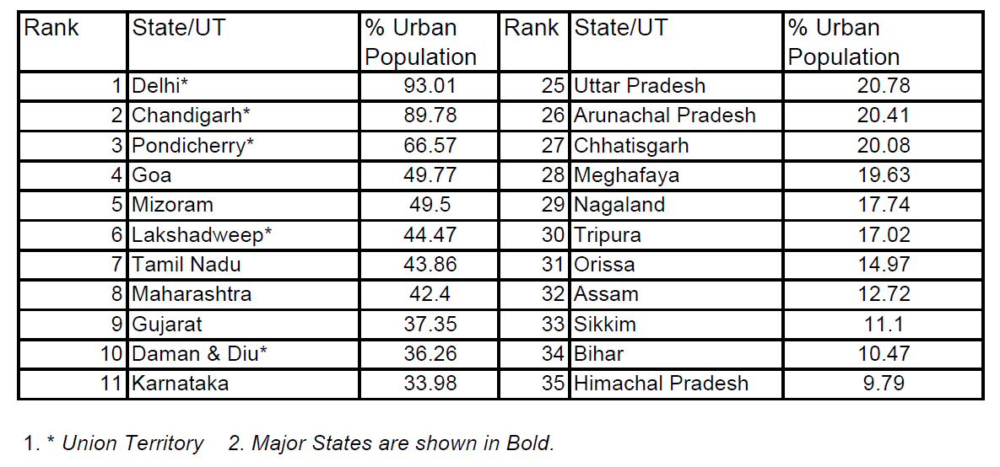 Rank State/UT % Urban Population Rank State/UT % Urban Population
1 Delhi* 93.01 25 Uttar Pradesh 20.78
2 Chandigarh* 89.78 26 Arunachal Pradesh 20.41
3 Pondicherry* 66.57 27 Chhatisgarh 20.08
4 Goa 49.77 28 Meghafaya 19.63
5 Mizoram 49.5 29 Nagaland 17.74
6 Lakshadweep* 44.47 30 Tripura 17.02
7 Tamil Nadu 43.86 31 Orissa 14.97
8 Maharashtra 42.4 32 Assam 12.72
9 Gujarat 37.35 33 Sikkim 11.1
10 Daman & Diu* 36.26 34 Bihar 10.47
11 Karnataka 33.98 35 Himachal Pradesh 9.79
1. * Union Territory 2. Major States are shown in Bold.